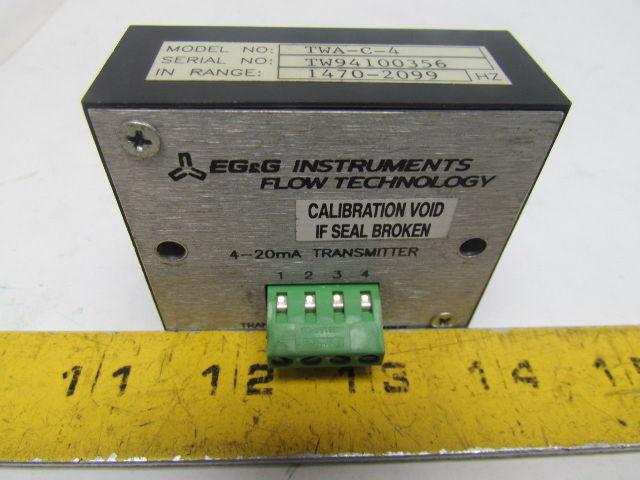 MODEL NO: TWA-C-4
SERIAL NO: TW94100356
IN RANGE: 1470-2099 HZ
EG&G INSTRUMENTS
FLOW TECHNOLOGY
CALIBRATION VOID
IF SEAL BROKEN
4-20mA TRANSMITTER
1 2 3 4
11 12 13 14 15